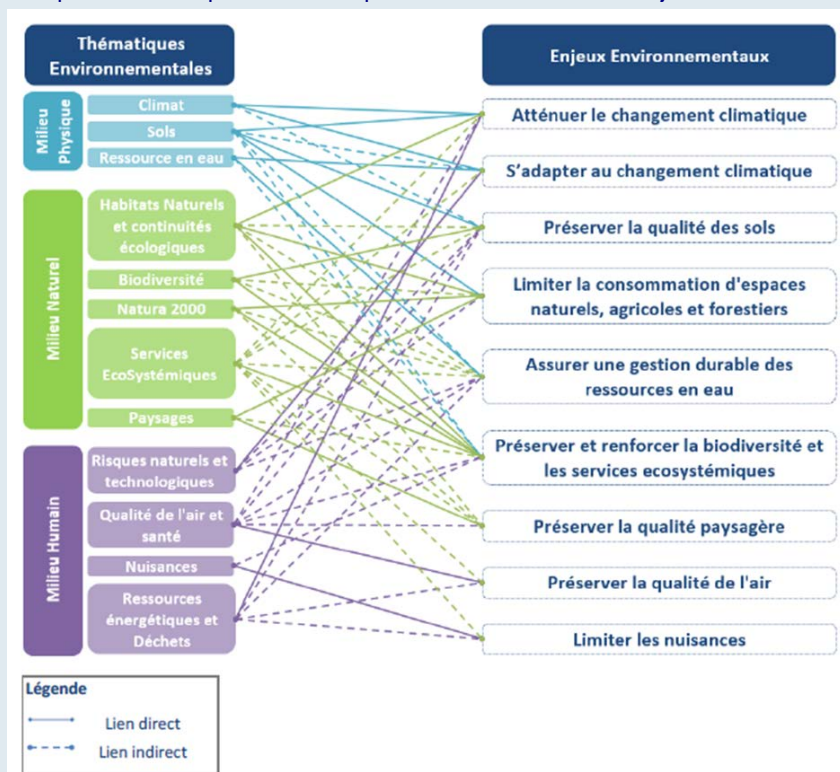 Thématiques
Environnementales
Enjeux Environnementaux
Milieu
Physique
Climat
Sols
Ressource en eau
Milieu Naturel
Habitats Naturels
et continuités
écologiques
Biodiversité
Natura 2000
Services
EcoSystémiques
Paysages
Milieu Humain
Risques naturels et
technologiques
Qualité de l'air et
santé
Nuisances
Ressources
énergétiques et
Déchets
Atténuer le changement climatique
S'adapter au changement climatique
Préserver la qualité des sols
Limiter la consommation d'espaces
naturels, agricoles et forestiers
Assurer une gestion durable des
ressources en eau
Préserver et renforcer la biodiversité et
les services ecosystémiques
Préserver la qualité paysagère
Préserver la qualité de l'air
Limiter les nuisances
Légende
Lien direct
Lien indirect